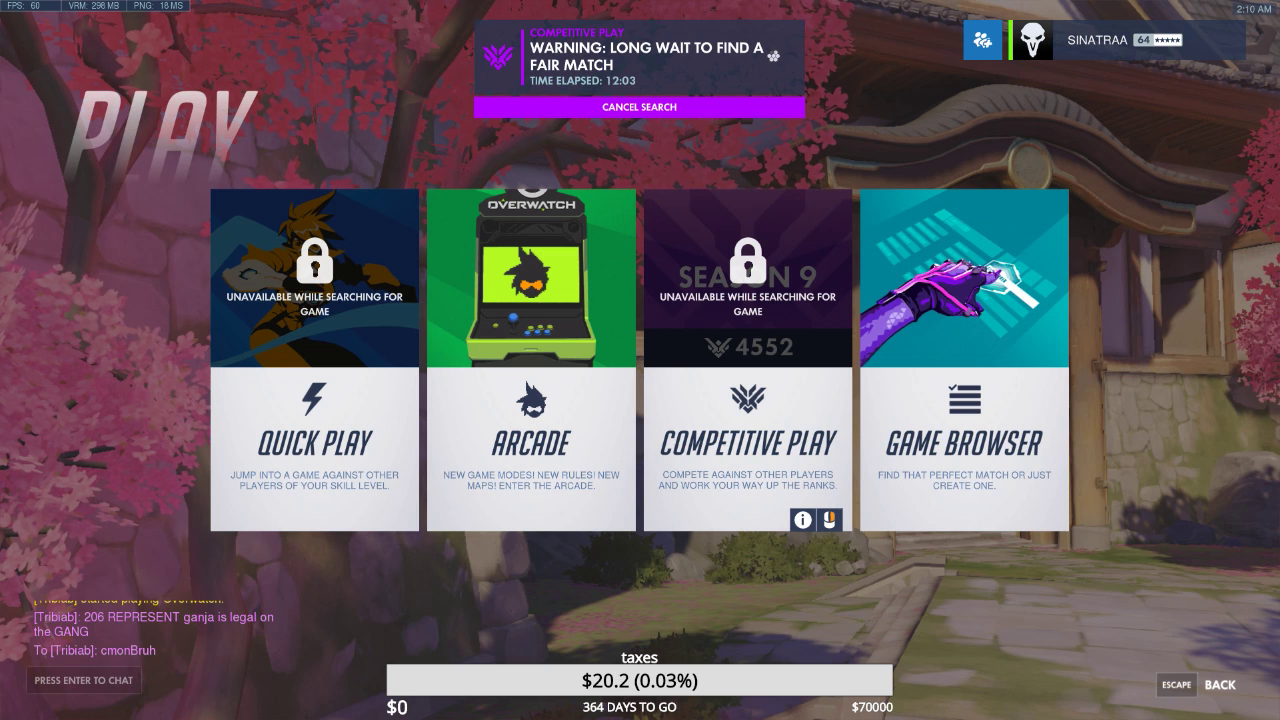 FPS: 60 VRM: 298 MB PNG: 18 MS
2:10 AM
COMPETITIVE PLAY
WARNING: LONG WAIT TO FIND A
FAIR MATCH
TIME ELAPSED: 12:03
CANCEL SEARCH
SINATRAA 64
PLAY
UNAVAILABLE WHILE SEARCHING FOR
GAME
OVERWATCH
SEASON 9
UNAVAILABLE WHILE SEARCHING FOR
GAME
4552
QUICK PLAY
JUMP INTO A GAME AGAINST OTHER
PLAYERS OF YOUR SKILL LEVEL.
ARCADE
NEW GAME MODES! NEW RULES! NEW
MAPS! ENTER THE ARCADE.
COMPETITIVE PLAY
COMPETE AGAINST OTHER PLAYERS
AND WORK YOUR WAY UP THE RANKS.
GAME BROWSER
FIND THAT PERFECT MATCH OR JUST
CREATE ONE.
[Tribiab] started playing Overwatch.
[Tribiab]: 206 REPRESENT ganja is legal on
the GANG
To [Tribiab]: cmonBruh
PRESS ENTER TO CHAT
taxes
$20.2 (0.03%)
$0 364 DAYS TO GO $70000
ESCAPE BACK